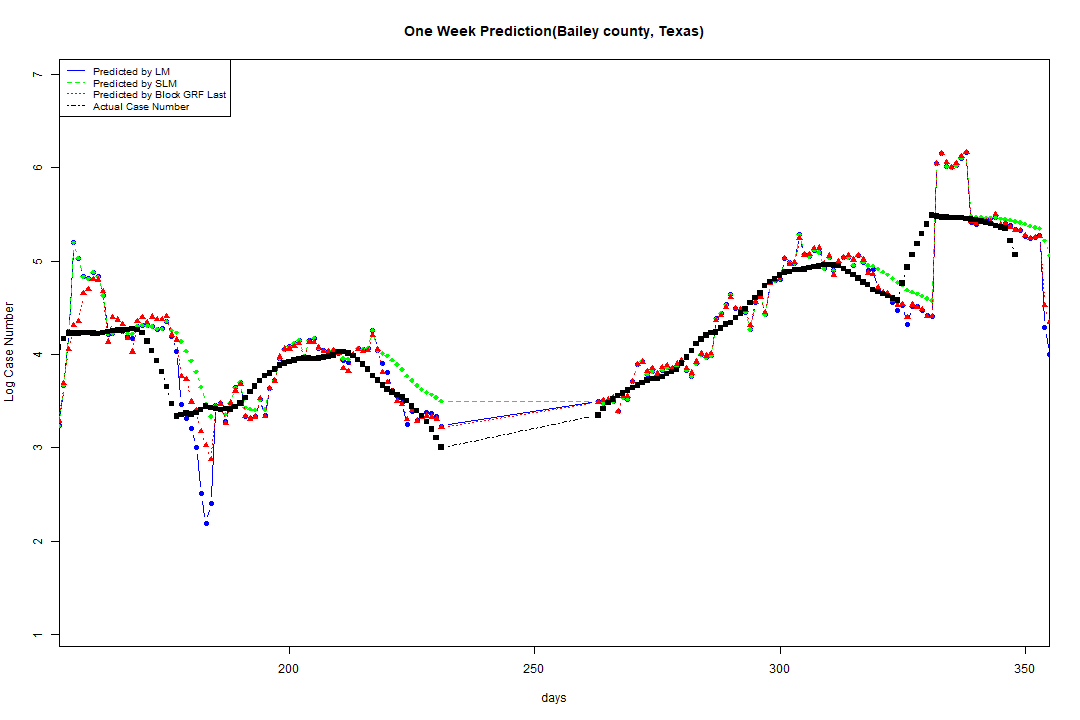 One Week Prediction(Bailey county, Texas)
Predicted by LM
Predicted by SLM
Predicted by Block GRF Last
Actual Case Number
7
6
5
4
3
2
1
Log Case Number
200 250 300 350
days